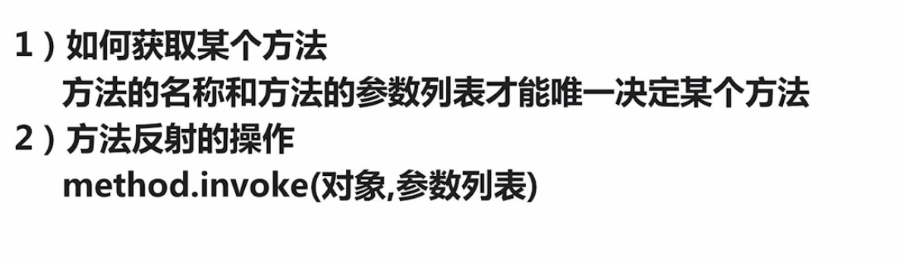 1）如何获取某个方法
方法的名称和方法的参数列表才能唯一决定某个方法
2）方法反射的操作
method.invoke(对象,参数列表)